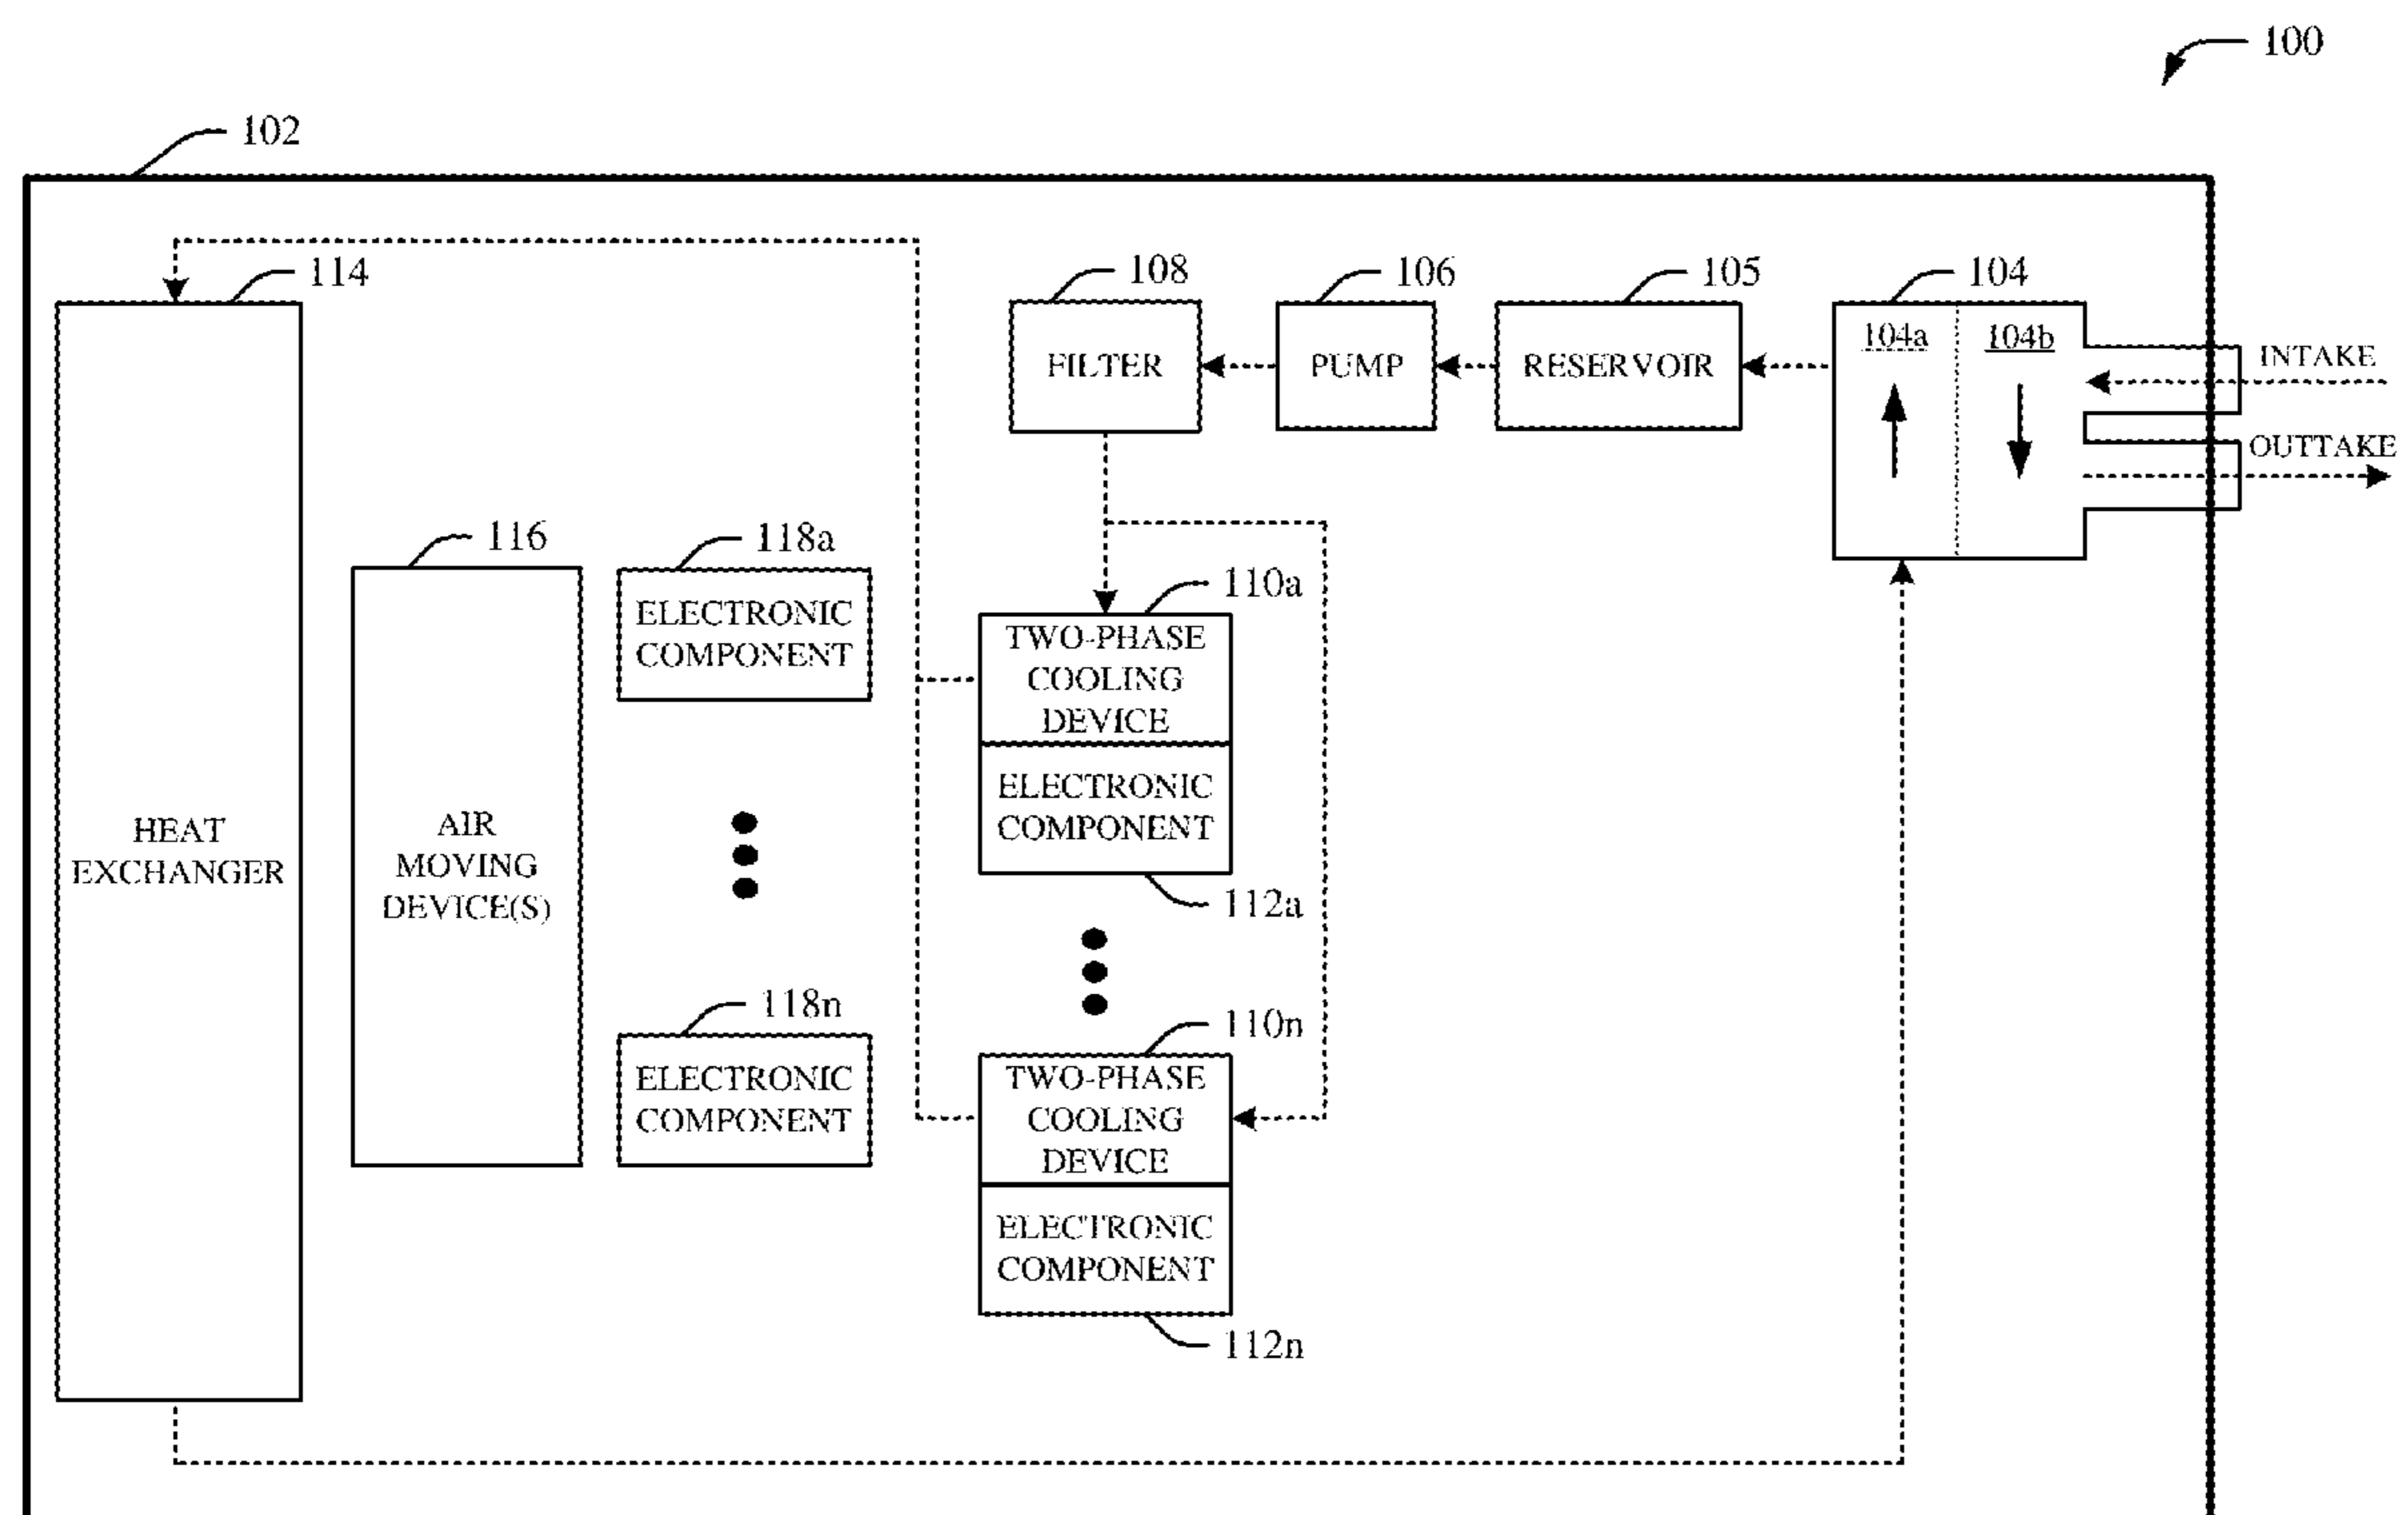 100
102
114
108
106
105
104
104a
104b
FILTER
PUMP
RESERVOIR
INTAKE
OUTTAKE
116
118a
ELECTRONIC
COMPONENT
110a
TWO-PHASE
COOLING
DEVICE
ELECTRONIC
COMPONENT
112a
HEAT
EXCHANGER
AIR
MOVING
DEVICE(S)
118n
ELECTRONIC
COMPONENT
110n
TWO-PHASE
COOLING
DEVICE
ELECTRONIC
COMPONENT
112n